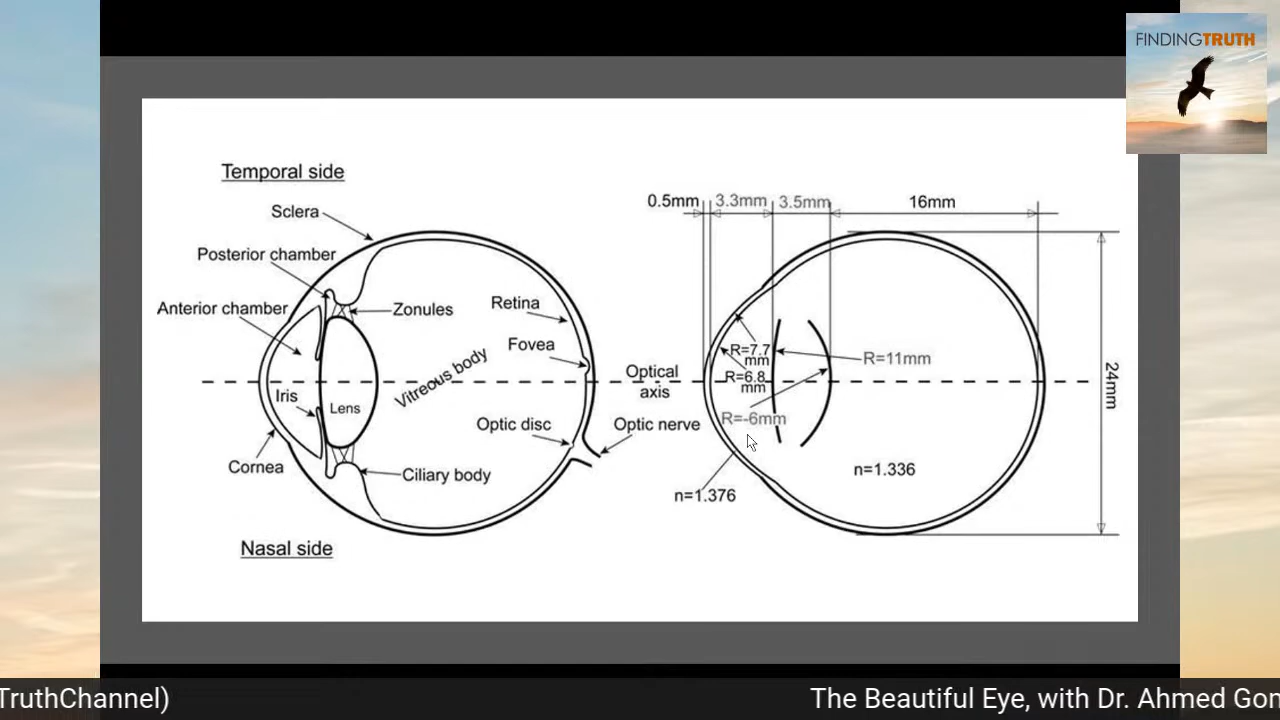 FINDINGTRUTH
Temporal side
Sclera
Posterior chamber
Anterior chamber
Zonules
Retina
Fovea
Vitreous body
Iris
Lens
Optic disc
Optic nerve
Cornea
Ciliary body
Nasal side
Optical
axis
0.5mm
3.3mm
3.5mm
16mm
R=7.7
mm
R=6.8
mm
R=11mm
R=-6mm
24mm
n=1.336
n=1.376
TruthChannel)
The Beautiful Eye, with Dr. Ahmed Gon